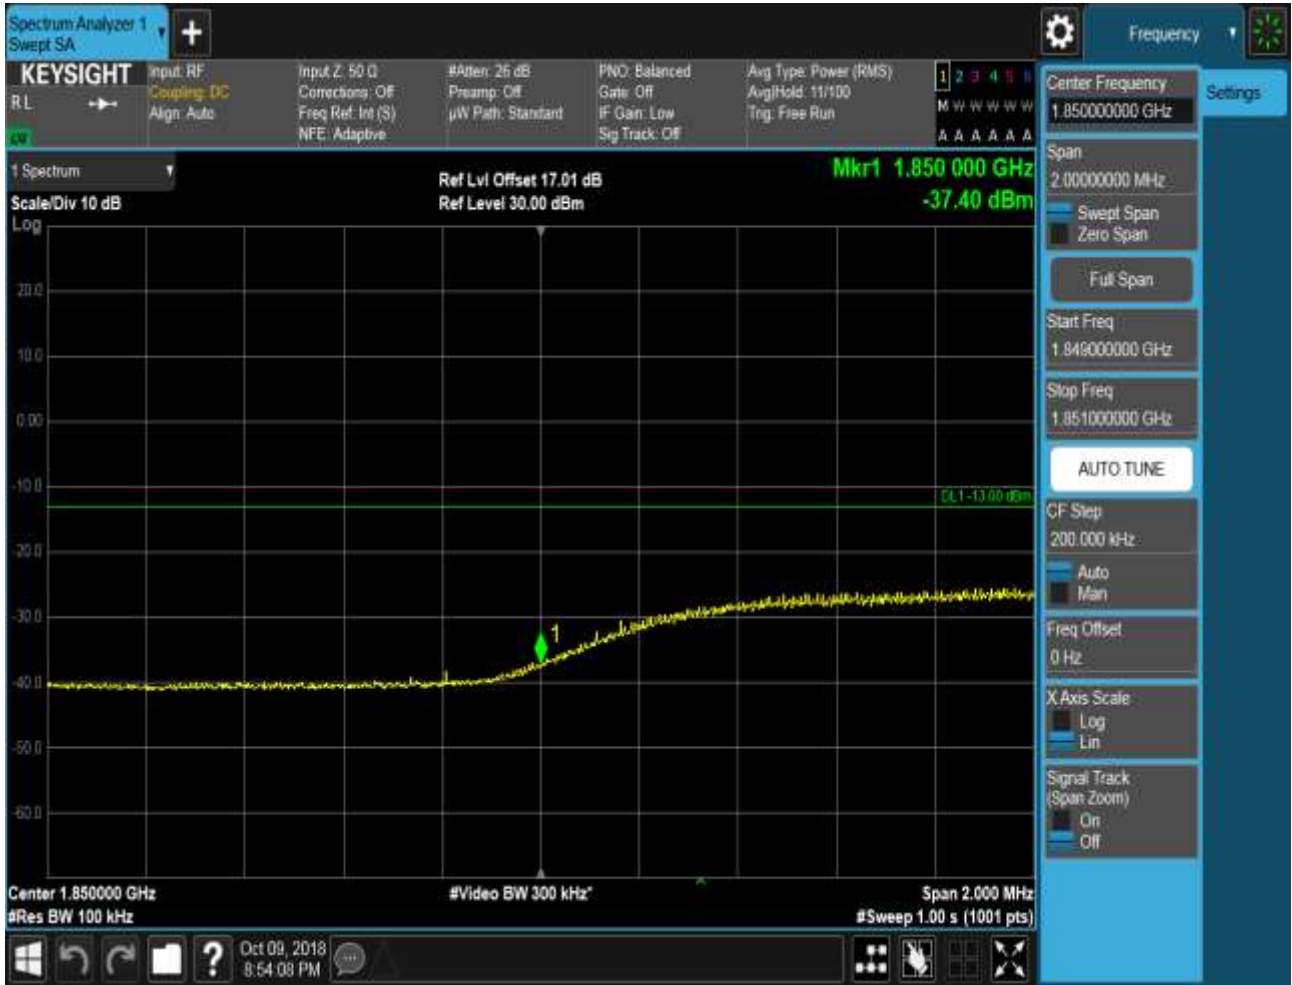 Spectrum Analyzer 1
Swept SA
Frequency
KEYSIGHT
R L
Input: RF
Coupling: DC
Align: Auto
Input Z: 50 Ω
Corrections: Off
Freq Ref: Int (S)
NFE: Adaptive
#Atten: 26 dB
Preamp: Off
µW Path: Standard
PNO: Balanced
Gate: Off
IF Gain: Low
Sig Track: Off
Avg Type: Power (RMS)
Avg|Hold: 11/100
Trig: Free Run
1 2 3 4 5 6
M W W W W W
A A A A A A
1 Spectrum
Scale/Div 10 dB
Log
Ref Lvl Offset 17.01 dB
Ref Level 30.00 dBm
Mkr1 1.850 000 GHz
-37.40 dBm
20.0
10.0
0.00
-10.0
-20.0
-30.0
-40.0
-50.0
-60.0
DL1 -13.00 dBm
1
Center 1.850000 GHz
#Res BW 100 kHz
#Video BW 300 kHz*
Span 2.000 MHz
#Sweep 1.00 s (1001 pts)
Oct 09, 2018
8:54:08 PM
Center Frequency
1.850000000 GHz
Settings
Span
2.00000000 MHz
Swept Span
Zero Span
Full Span
Start Freq
1.849000000 GHz
Stop Freq
1.851000000 GHz
AUTO TUNE
CF Step
200.000 kHz
Auto
Man
Freq Offset
0 Hz
X Axis Scale
Log
Lin
Signal Track
(Span Zoom)
On
Off